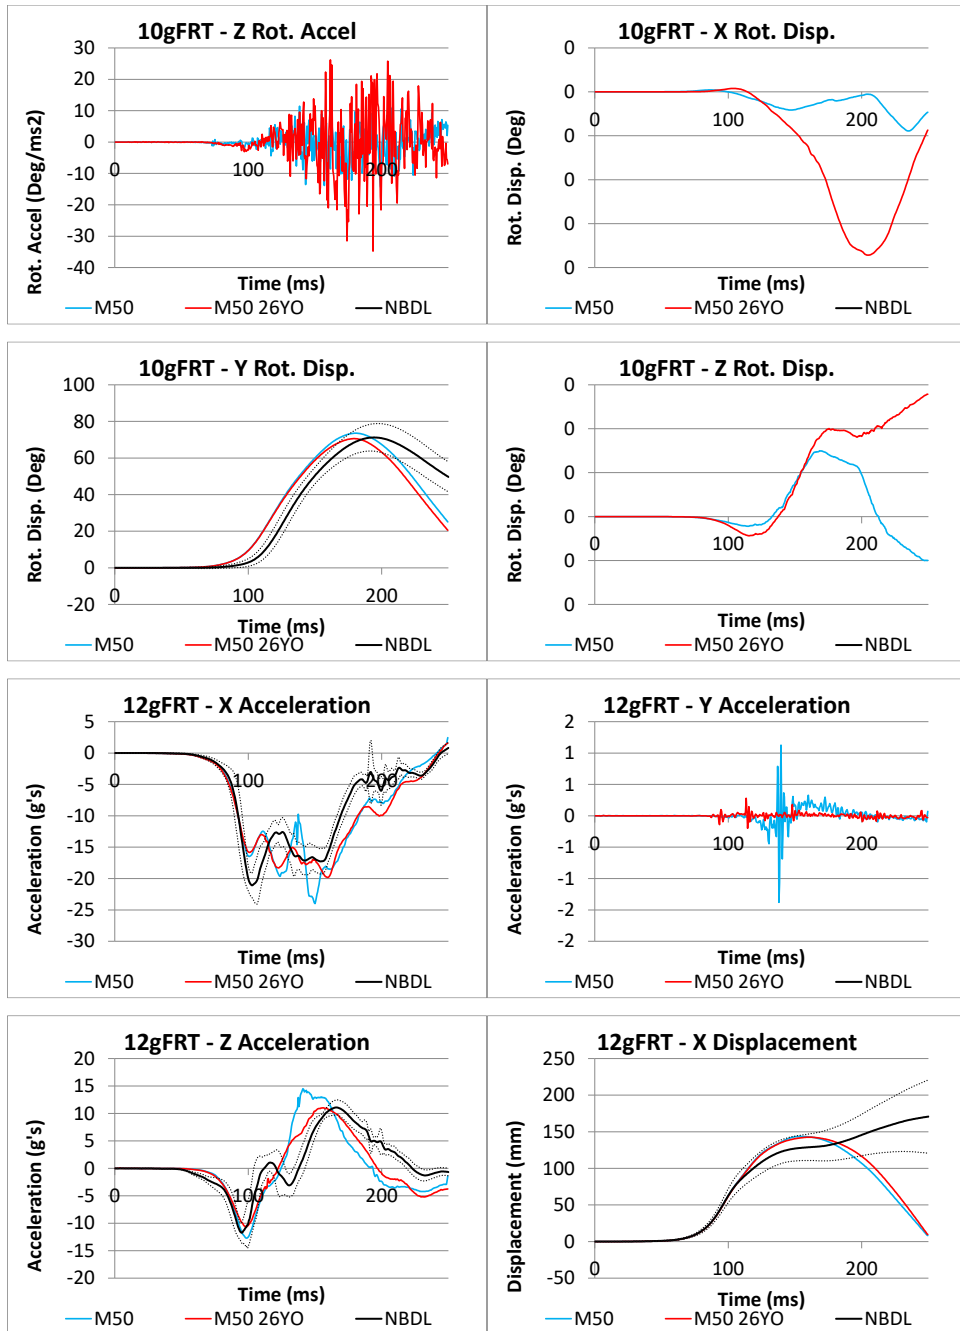 10gFRT - Z Rot. Accel
Rot. Accel (Deg/ms2)
30
20
10
0
-10
-20
-30
-40
0 100 200
Time (ms)
M50 M50 26YO NBDL
10gFRT - X Rot. Disp.
Rot. Disp. (Deg)
0
0
0
0
0
0
0 100 200
Time (ms)
M50 M50 26YO NBDL
10gFRT - Y Rot. Disp.
Rot. Disp. (Deg)
100
80
60
40
20
0
-20
0 100 200
Time (ms)
M50 M50 26YO NBDL
10gFRT - Z Rot. Disp.
Rot. Disp. (Deg)
0
0
0
0
0
0
0 100 200
Time (ms)
M50 M50 26YO NBDL
12gFRT - X Acceleration
Acceleration (g's)
5
0
-5
-10
-15
-20
-25
-30
0 100 200
Time (ms)
M50 M50 26YO NBDL
12gFRT - Y Acceleration
Acceleration (g's)
2
1
1
0
-1
-1
-2
-2
0 100 200
Time (ms)
M50 M50 26YO NBDL
12gFRT - Z Acceleration
Acceleration (g's)
20
15
10
5
0
-5
-10
-15
-20
0 100 200
Time (ms)
M50 M50 26YO NBDL
12gFRT - X Displacement
Displacement (mm)
250
200
150
100
50
0
-50
0 100 200
Time (ms)
M50 M50 26YO NBDL